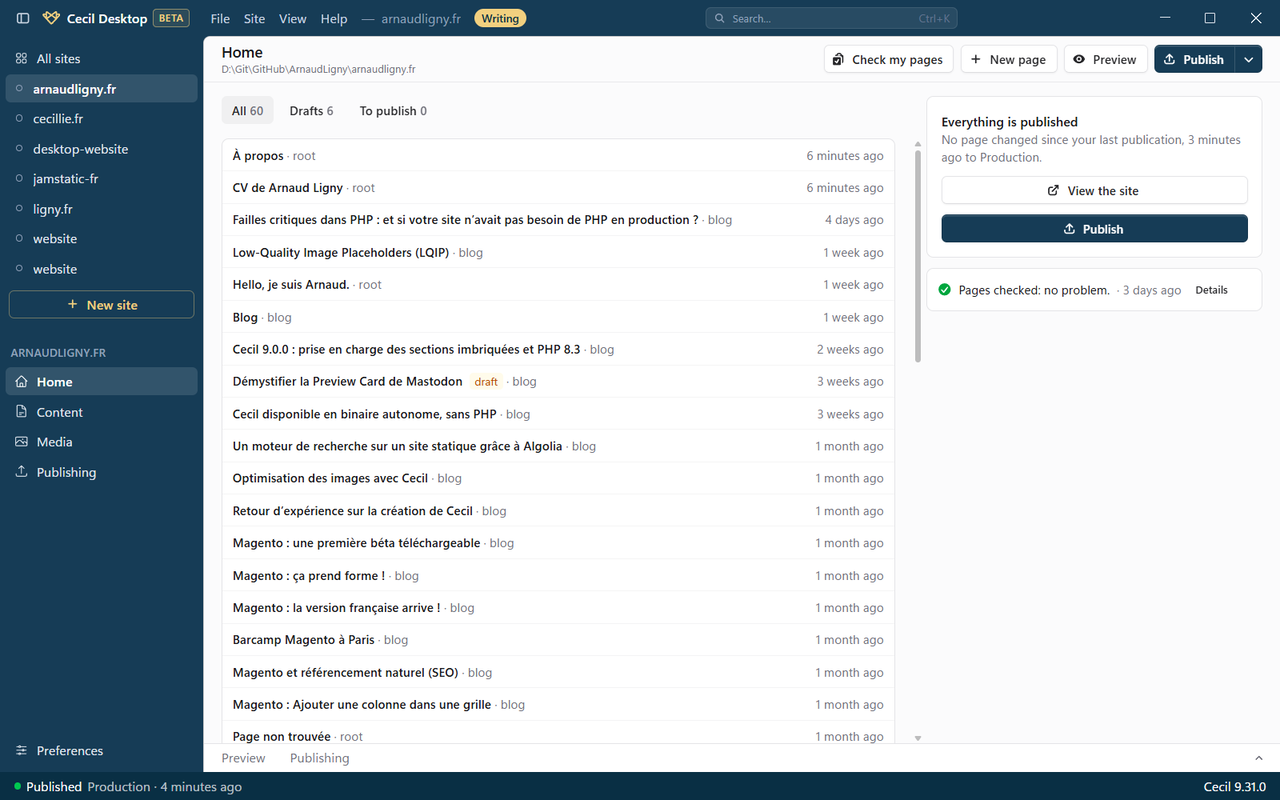 Cecil Desktop BETA File Site View Help — arnaudligny.fr Writing Search... Ctrl+K
All sites
arnaudligny.fr
cecillie.fr
desktop-website
jamstatic-fr
ligny.fr
website
website
+ New site
ARNAUDLIGNY.FR
Home
Content
Media
Publishing
Preferences
Home
D:\Git\GitHub\ArnaudLigny\arnaudligny.fr
Check my pages + New page Preview Publish
All 60 Drafts 6 To publish 0
À propos · root 6 minutes ago
CV de Arnaud Ligny · root 6 minutes ago
Failles critiques dans PHP : et si votre site n’avait pas besoin de PHP en production ? · blog 4 days ago
Low-Quality Image Placeholders (LQIP) · blog 1 week ago
Hello, je suis Arnaud. · root 1 week ago
Blog · blog 1 week ago
Cecil 9.0.0 : prise en charge des sections imbriquées et PHP 8.3 · blog 2 weeks ago
Démystifier la Preview Card de Mastodon draft · blog 3 weeks ago
Cecil disponible en binaire autonome, sans PHP · blog 3 weeks ago
Un moteur de recherche sur un site statique grâce à Algolia · blog 1 month ago
Optimisation des images avec Cecil · blog 1 month ago
Retour d’expérience sur la création de Cecil · blog 1 month ago
Magento : une première béta téléchargeable · blog 1 month ago
Magento : ça prend forme ! · blog 1 month ago
Magento : la version française arrive ! · blog 1 month ago
Barcamp Magento à Paris · blog 1 month ago
Magento et référencement naturel (SEO) · blog 1 month ago
Magento : Ajouter une colonne dans une grille · blog 1 month ago
Page non trouvée · root 1 month ago
Everything is published
No page changed since your last publication, 3 minutes
ago to Production.
View the site
Publish
Pages checked: no problem. · 3 days ago Details
Preview Publishing
Published Production · 4 minutes ago Cecil 9.31.0